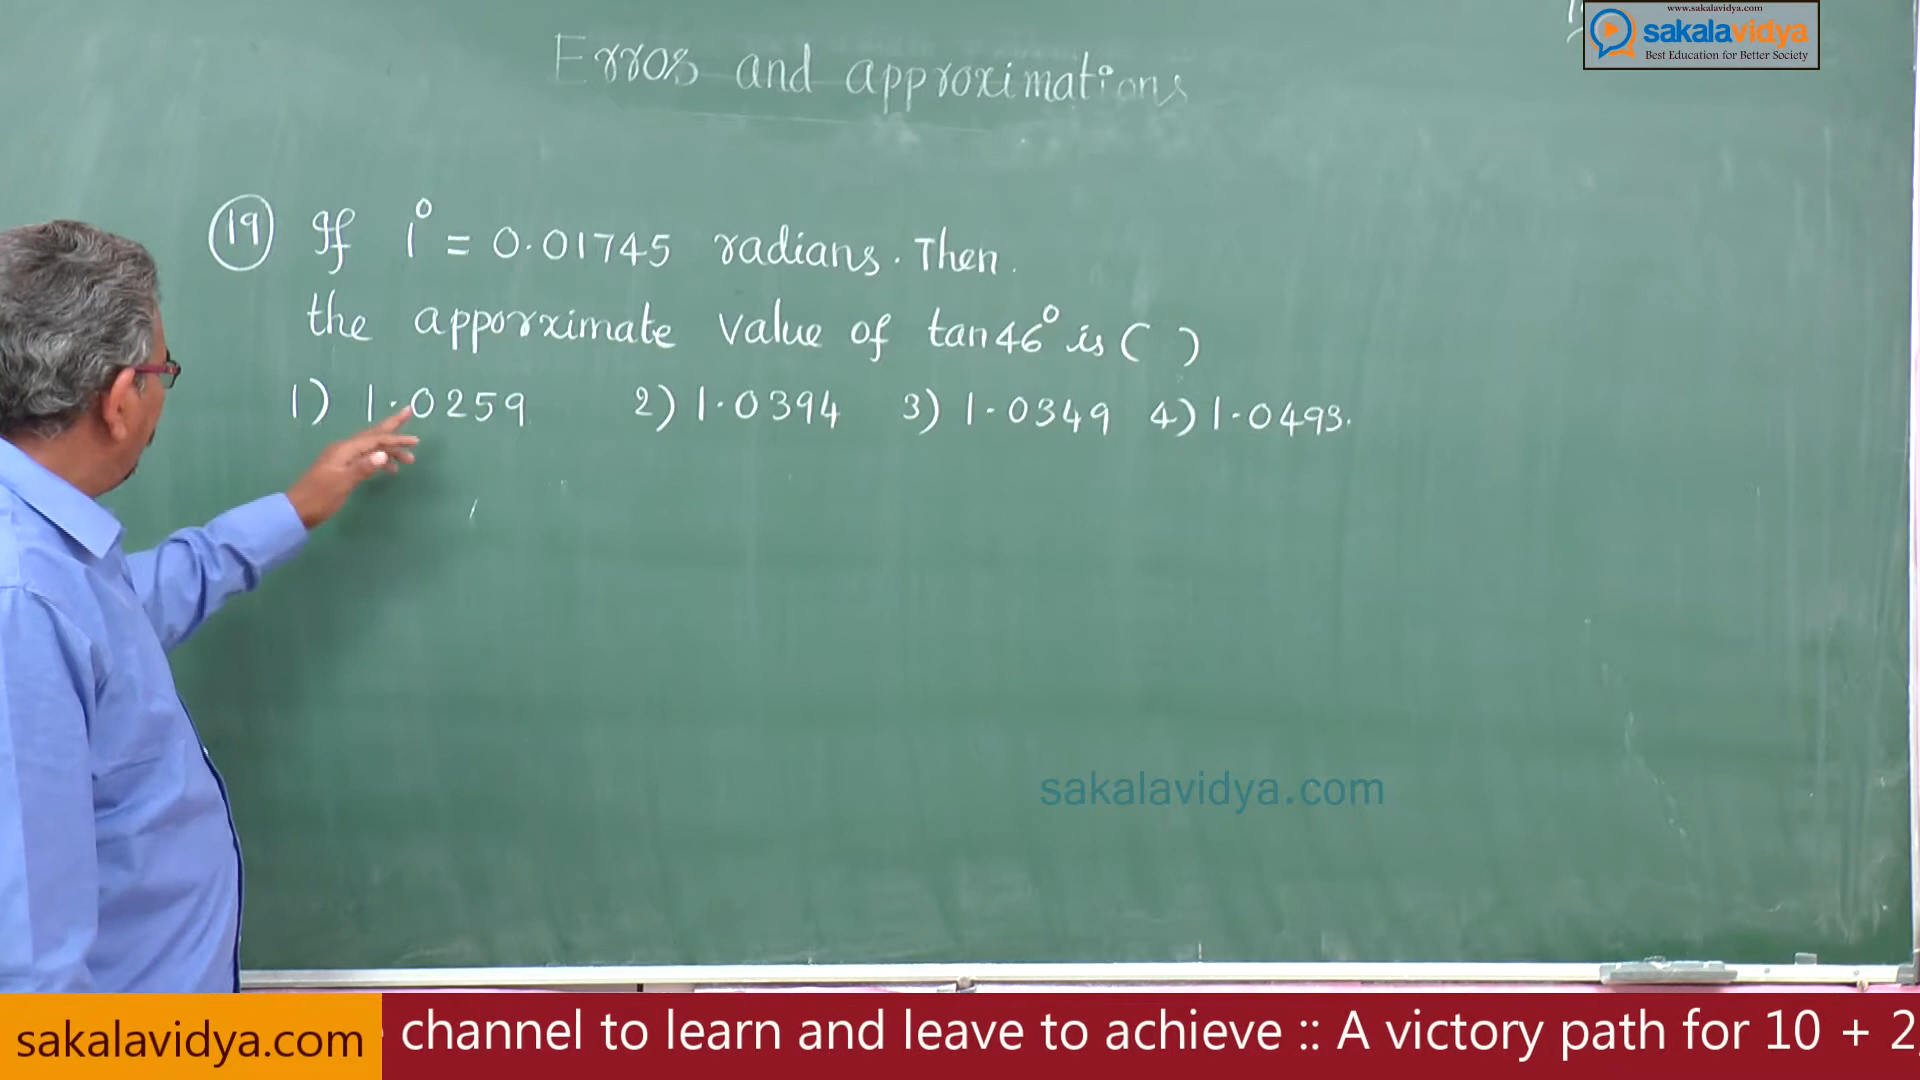 www.sakalavidya.com
sakalavidya
Best Education for Better Society
Erros and approximations
19 If 1° = 0.01745 radians. Then.
the apporximate value of tan46° is ( )
1) 1.0259 2) 1.0394 3) 1.0349 4) 1.0493.
sakalavidya.com
sakalavidya.com channel to learn and leave to achieve :: A victory path for 10 + 2